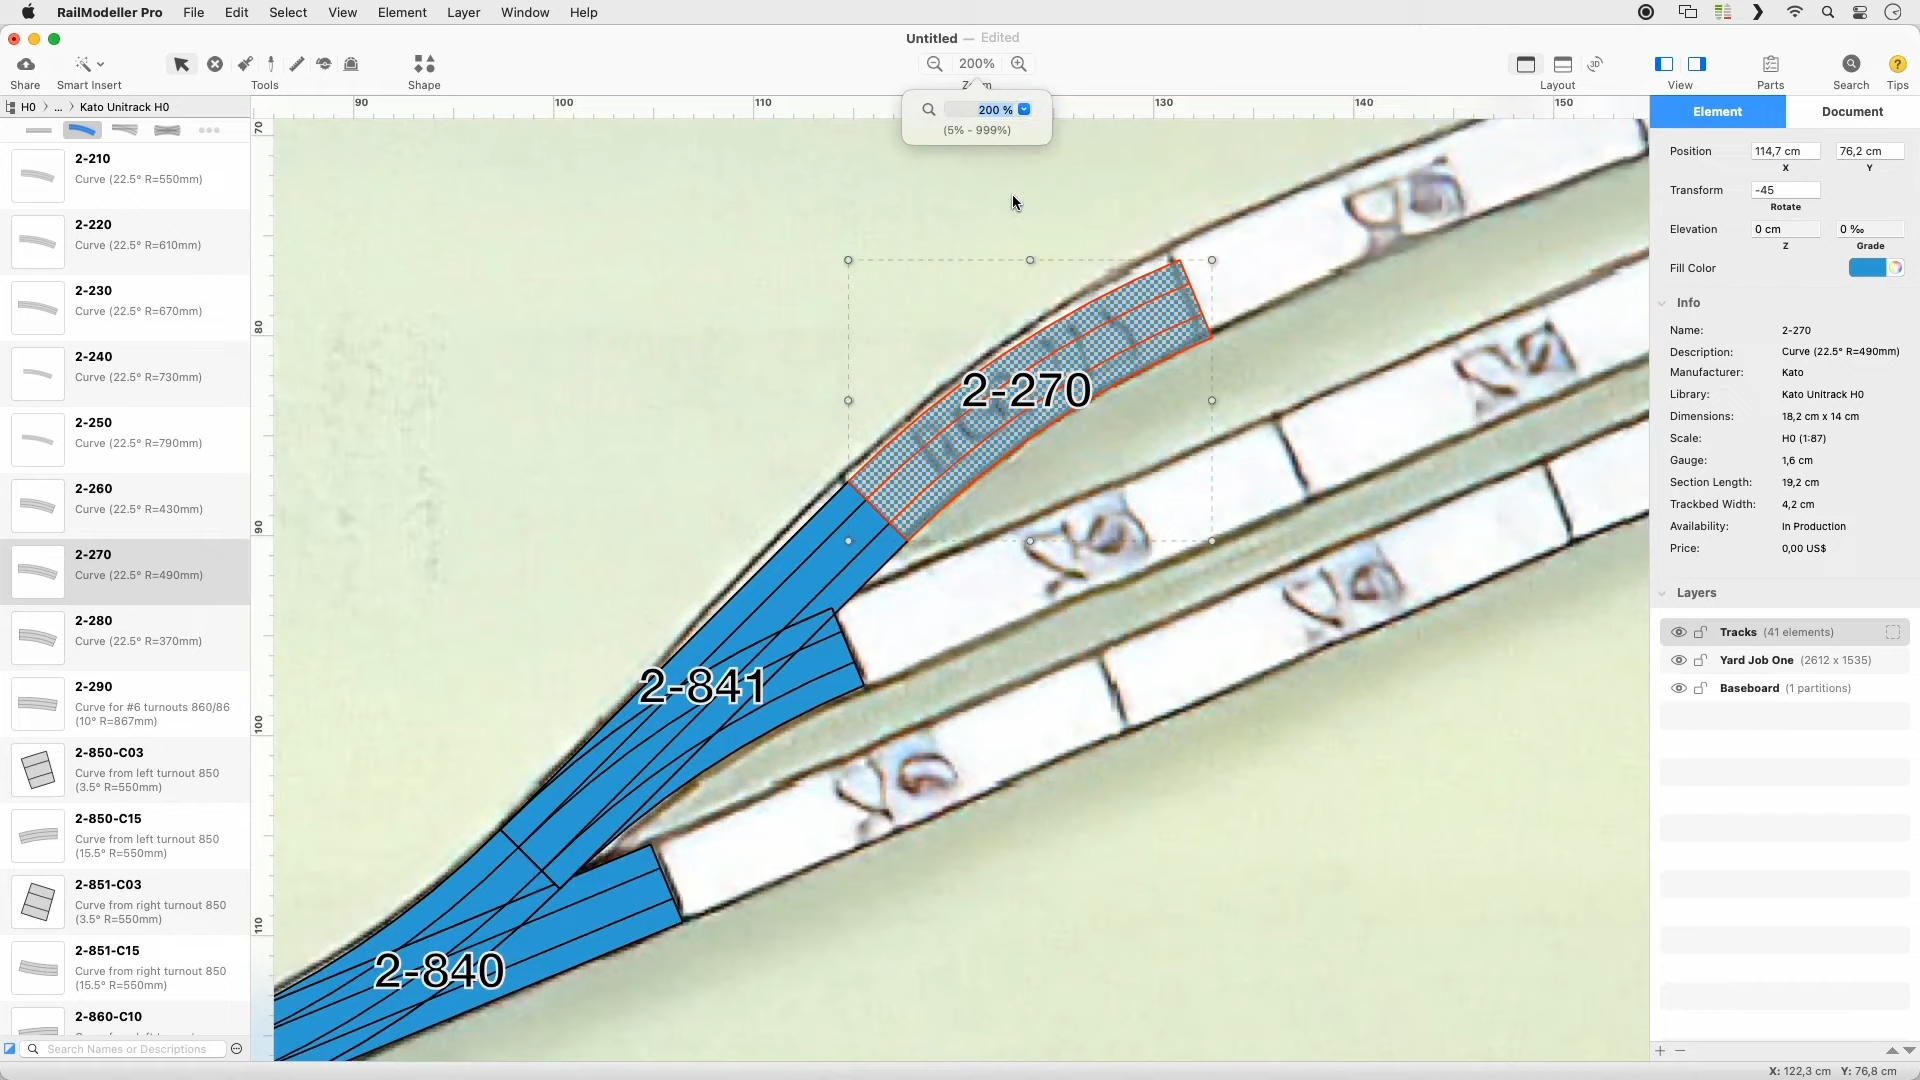 RailModeller Pro File Edit Select View Element Layer Window Help
Untitled — Edited
200%
Share Smart Insert Tools Shape Zoom Layout View Parts Search Tips
H0 ... Kato Unitrack H0
90 100 110 130 140 150
200 %
(5% - 999%)
2-210
Curve (22.5° R=550mm)
2-220
Curve (22.5° R=610mm)
2-230
Curve (22.5° R=670mm)
2-240
Curve (22.5° R=730mm)
2-250
Curve (22.5° R=790mm)
2-260
Curve (22.5° R=430mm)
2-270
Curve (22.5° R=490mm)
2-280
Curve (22.5° R=370mm)
2-290
Curve for #6 turnouts 860/86
(10° R=867mm)
2-850-C03
Curve from left turnout 850
(3.5° R=550mm)
2-850-C15
Curve from left turnout 850
(15.5° R=550mm)
2-851-C03
Curve from right turnout 850
(3.5° R=550mm)
2-851-C15
Curve from right turnout 850
(15.5° R=550mm)
2-860-C10
Search Names or Descriptions
70
80
90
100
110
2-270
2-841
2-840
Element Document
Position 114,7 cm 76,2 cm
X Y
Transform -45
Rotate
Elevation 0 cm 0 ‰
Z Grade
Fill Color
Info
Name: 2-270
Description: Curve (22.5° R=490mm)
Manufacturer: Kato
Library: Kato Unitrack H0
Dimensions: 18,2 cm x 14 cm
Scale: H0 (1:87)
Gauge: 1,6 cm
Section Length: 19,2 cm
Trackbed Width: 4,2 cm
Availability: In Production
Price: 0,00 US$
Layers
Tracks (41 elements)
Yard Job One (2612 x 1535)
Baseboard (1 partitions)
X: 122,3 cm Y: 76,8 cm